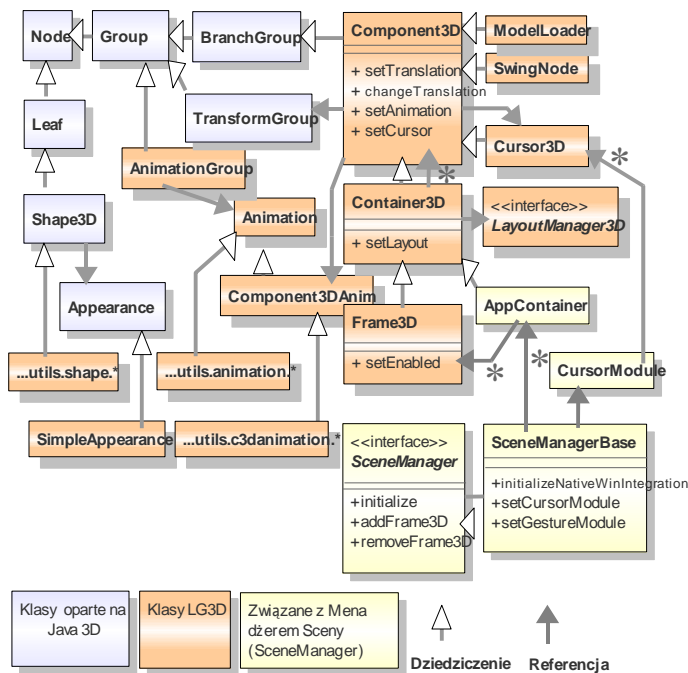 Node
Group
BranchGroup
Component3D
+ setTranslation
+ changeTranslation
+ setAnimation
+ setCursor
ModelLoader
SwingNode
Leaf
TransformGroup
Cursor3D
*
AnimationGroup
*
Container3D
+ setLayout
<<interface>>
LayoutManager3D
Shape3D
Animation
Appearance
Component3DAnim
Frame3D
+ setEnabled
AppContainer
...utils.shape.*
...utils.animation.*
*
*
CursorModule
SimpleAppearance
...utils.c3danimation.*
<<interface>>
SceneManager
+initialize
+addFrame3D
+removeFrame3D
SceneManagerBase
+initializeNativeWinIntegration
+setCursorModule
+setGestureModule
Klasy oparte na
Java 3D
Klasy LG3D
Związane z Mena
dżerem Sceny
(SceneManager)
Dziedziczenie
Referencja